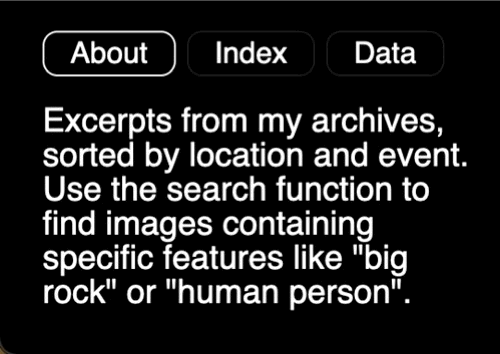 About Index Data
Excerpts from my archives,
sorted by location and event.
Use the search function to
find images containing
specific features like "big
rock" or "human person".